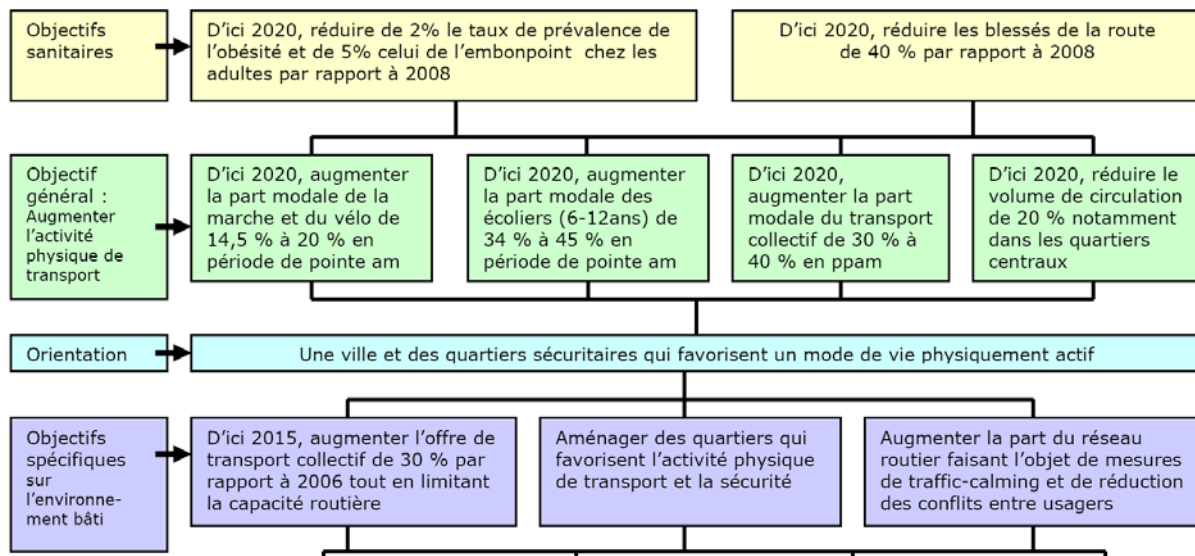 Objectifs
sanitaires
D'ici 2020, réduire de 2% le taux de prévalence de
l'obésité et de 5% celui de l'embonpoint chez les
adultes par rapport à 2008
D'ici 2020, réduire les blessés de la route
de 40 % par rapport à 2008
Objectif
général :
Augmenter
l'activité
physique de
transport
D'ici 2020, augmenter
la part modale de la
marche et du vélo de
14,5 % à 20 % en
période de pointe am
D'ici 2020, augmenter
la part modale des
écoliers (6-12ans) de
34 % à 45 % en
période de pointe am
D'ici 2020,
augmenter la part
modale du transport
collectif de 30 % à
40 % en ppam
D'ici 2020, réduire le
volume de circulation
de 20 % notamment
dans les quartiers
centraux
Orientation
Une ville et des quartiers sécuritaires qui favorisent un mode de vie physiquement actif
Objectifs
spécifiques
sur
l'environne-
ment bâti
D'ici 2015, augmenter l'offre de
transport collectif de 30 % par
rapport à 2006 tout en limitant
la capacité routière
Aménager des quartiers qui
favorisent l'activité physique
de transport et la sécurité
Augmenter la part du réseau
routier faisant l'objet de mesures
de traffic-calming et de réduction
des conflits entre usagers